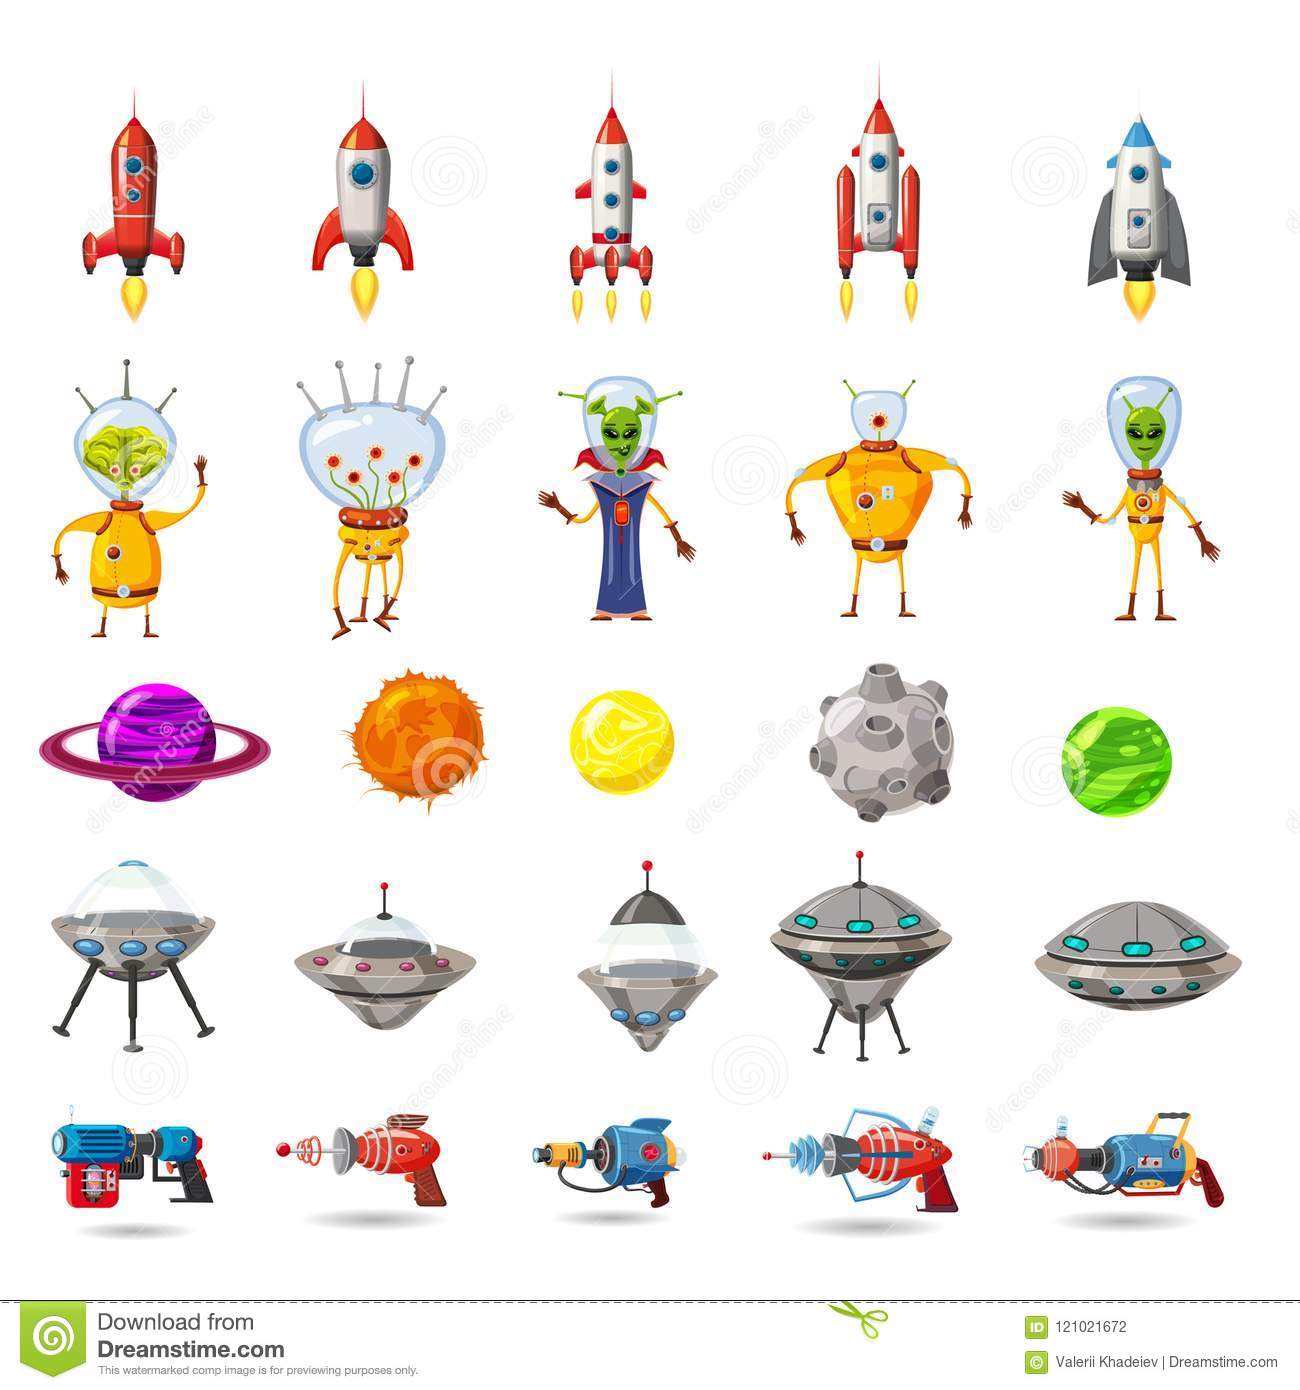 Download from
Dreamstime.com
This watermarked comp image is for previewing purposes only.
ID 121021672
© Valerii Khadeiev | Dreamstime.com